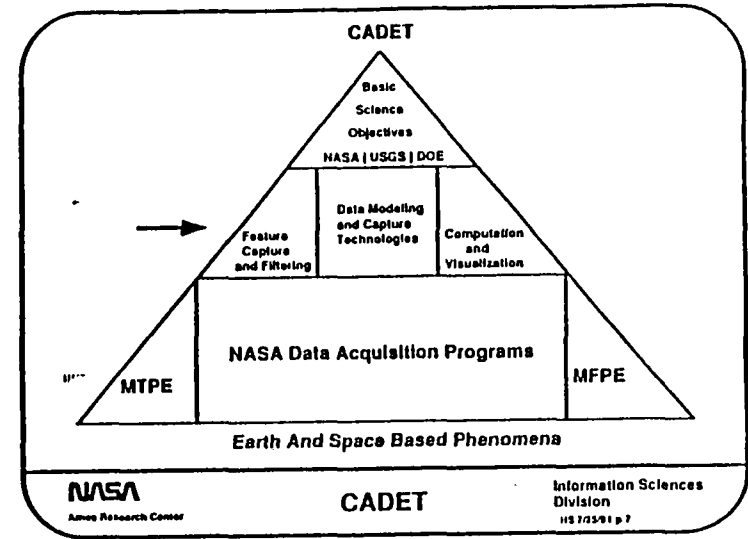 CADET
Basic
Science
Objectives
NASA | USGS | DOE
Feature
Capture
and Filtering
Data Modeling
and Capture
Technologies
Computation
and
Visualization
MTPE
NASA Data Acquisition Programs
MFPE
Earth And Space Based Phenomena
NASA
Ames Research Center
CADET
Information Sciences
Division
p 7